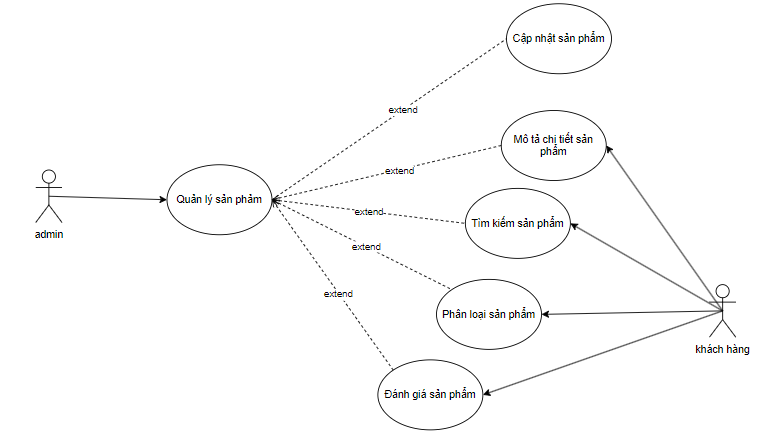 Cập nhật sản phẩm
extend
Mô tả chi tiết sản
phẩm
extend
Quản lý sản phảm
extend
Tìm kiếm sản phẩm
admin
extend
extend
Phân loại sản phẩm
khách hàng
Đánh giá sản phẩm